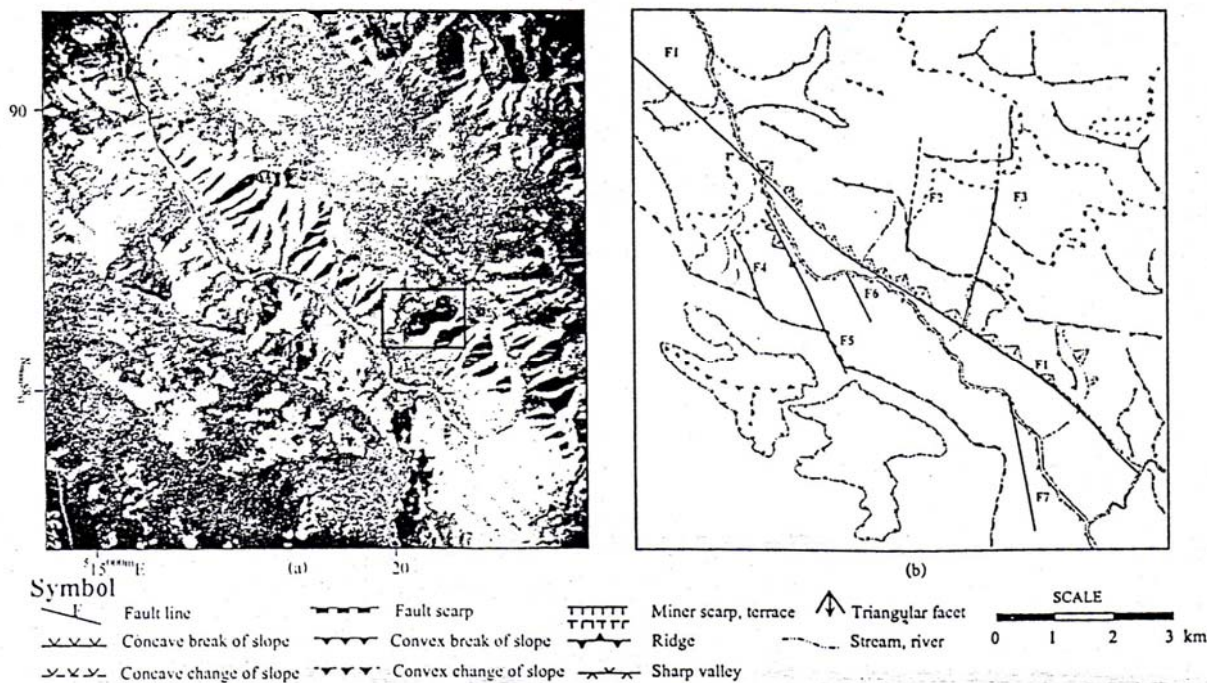 90
F1
F2
F3
F4
F6
F5
F1
F7
20
(a)
(b)
Symbol
F
Fault line
Fault scarp
Miner scarp, terrace
Triangular facet
SCALE
Concave break of slope
Convex break of slope
Ridge
Stream, river
0 1 2 3 km
Concave change of slope
Convex change of slope
Sharp valley